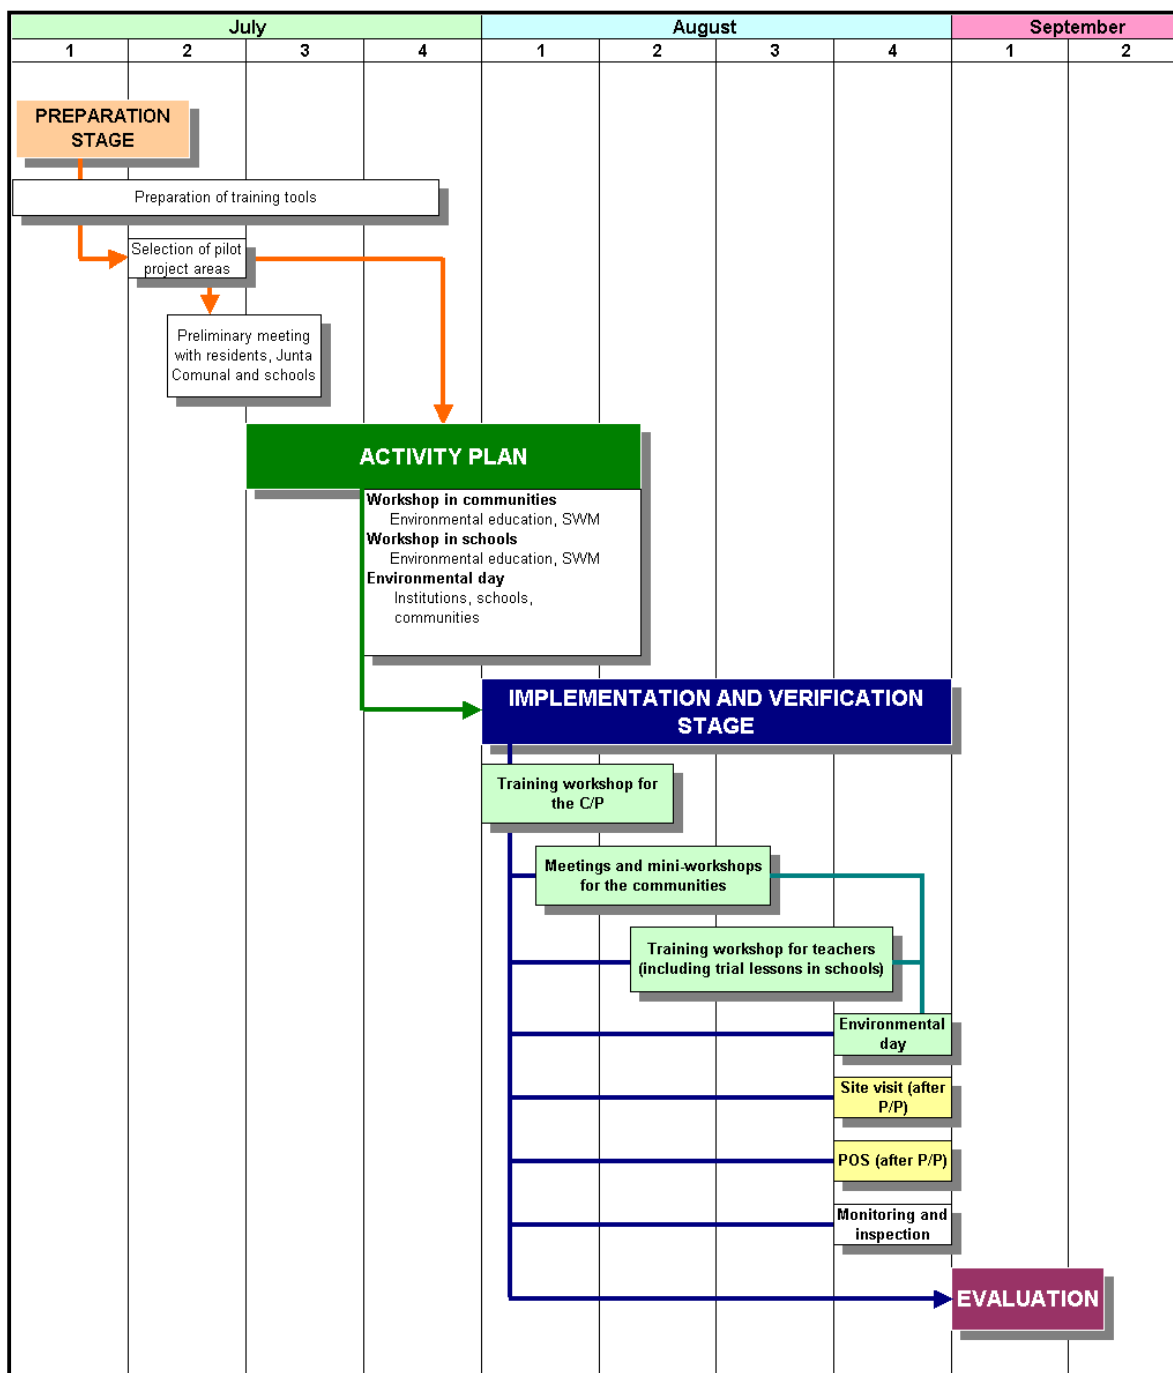 July August September
1 2 3 4 1 2 3 4 1 2
PREPARATION
STAGE
Preparation of training tools
Selection of pilot
project areas
Preliminary meeting
with residents, Junta
Comunal and schools
ACTIVITY PLAN
Workshop in communities
Environmental education, SWM
Workshop in schools
Environmental education, SWM
Environmental day
Institutions, schools,
communities
IMPLEMENTATION AND VERIFICATION
STAGE
Training workshop for
the C/P
Meetings and mini-workshops
for the communities
Training workshop for teachers
(including trial lessons in schools)
Environmental
day
Site visit (after
P/P)
POS (after P/P)
Monitoring and
inspection
EVALUATION